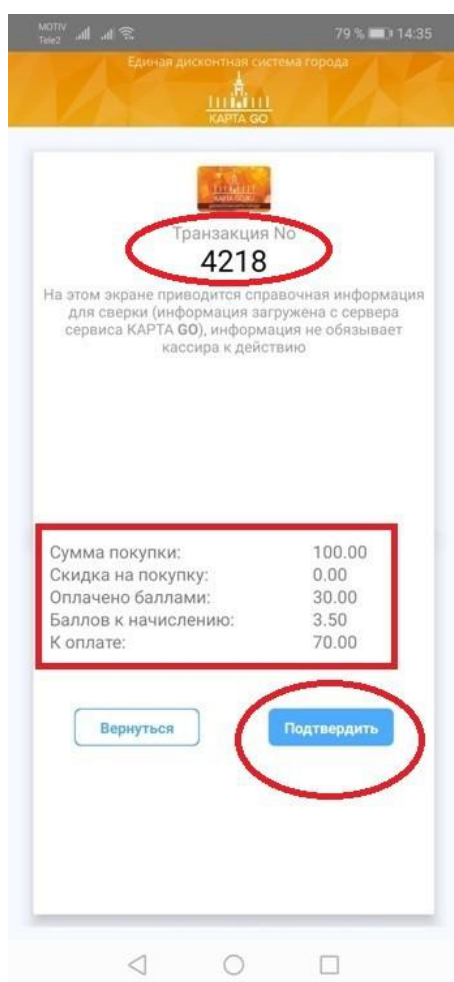 MOTIV
Tele2
79 % 14:35
Единая дисконтная система города
КАРТА GO
Транзакция No
4218
На этом экране приводится справочная информация
для сверки (информация загружена с сервера
сервиса КАРТА GO), информация не обязывает
кассира к действию
Сумма покупки: 100.00
Скидка на покупку: 0.00
Оплачено баллами: 30.00
Баллов к начислению: 3.50
К оплате: 70.00
Вернуться Подтвердить